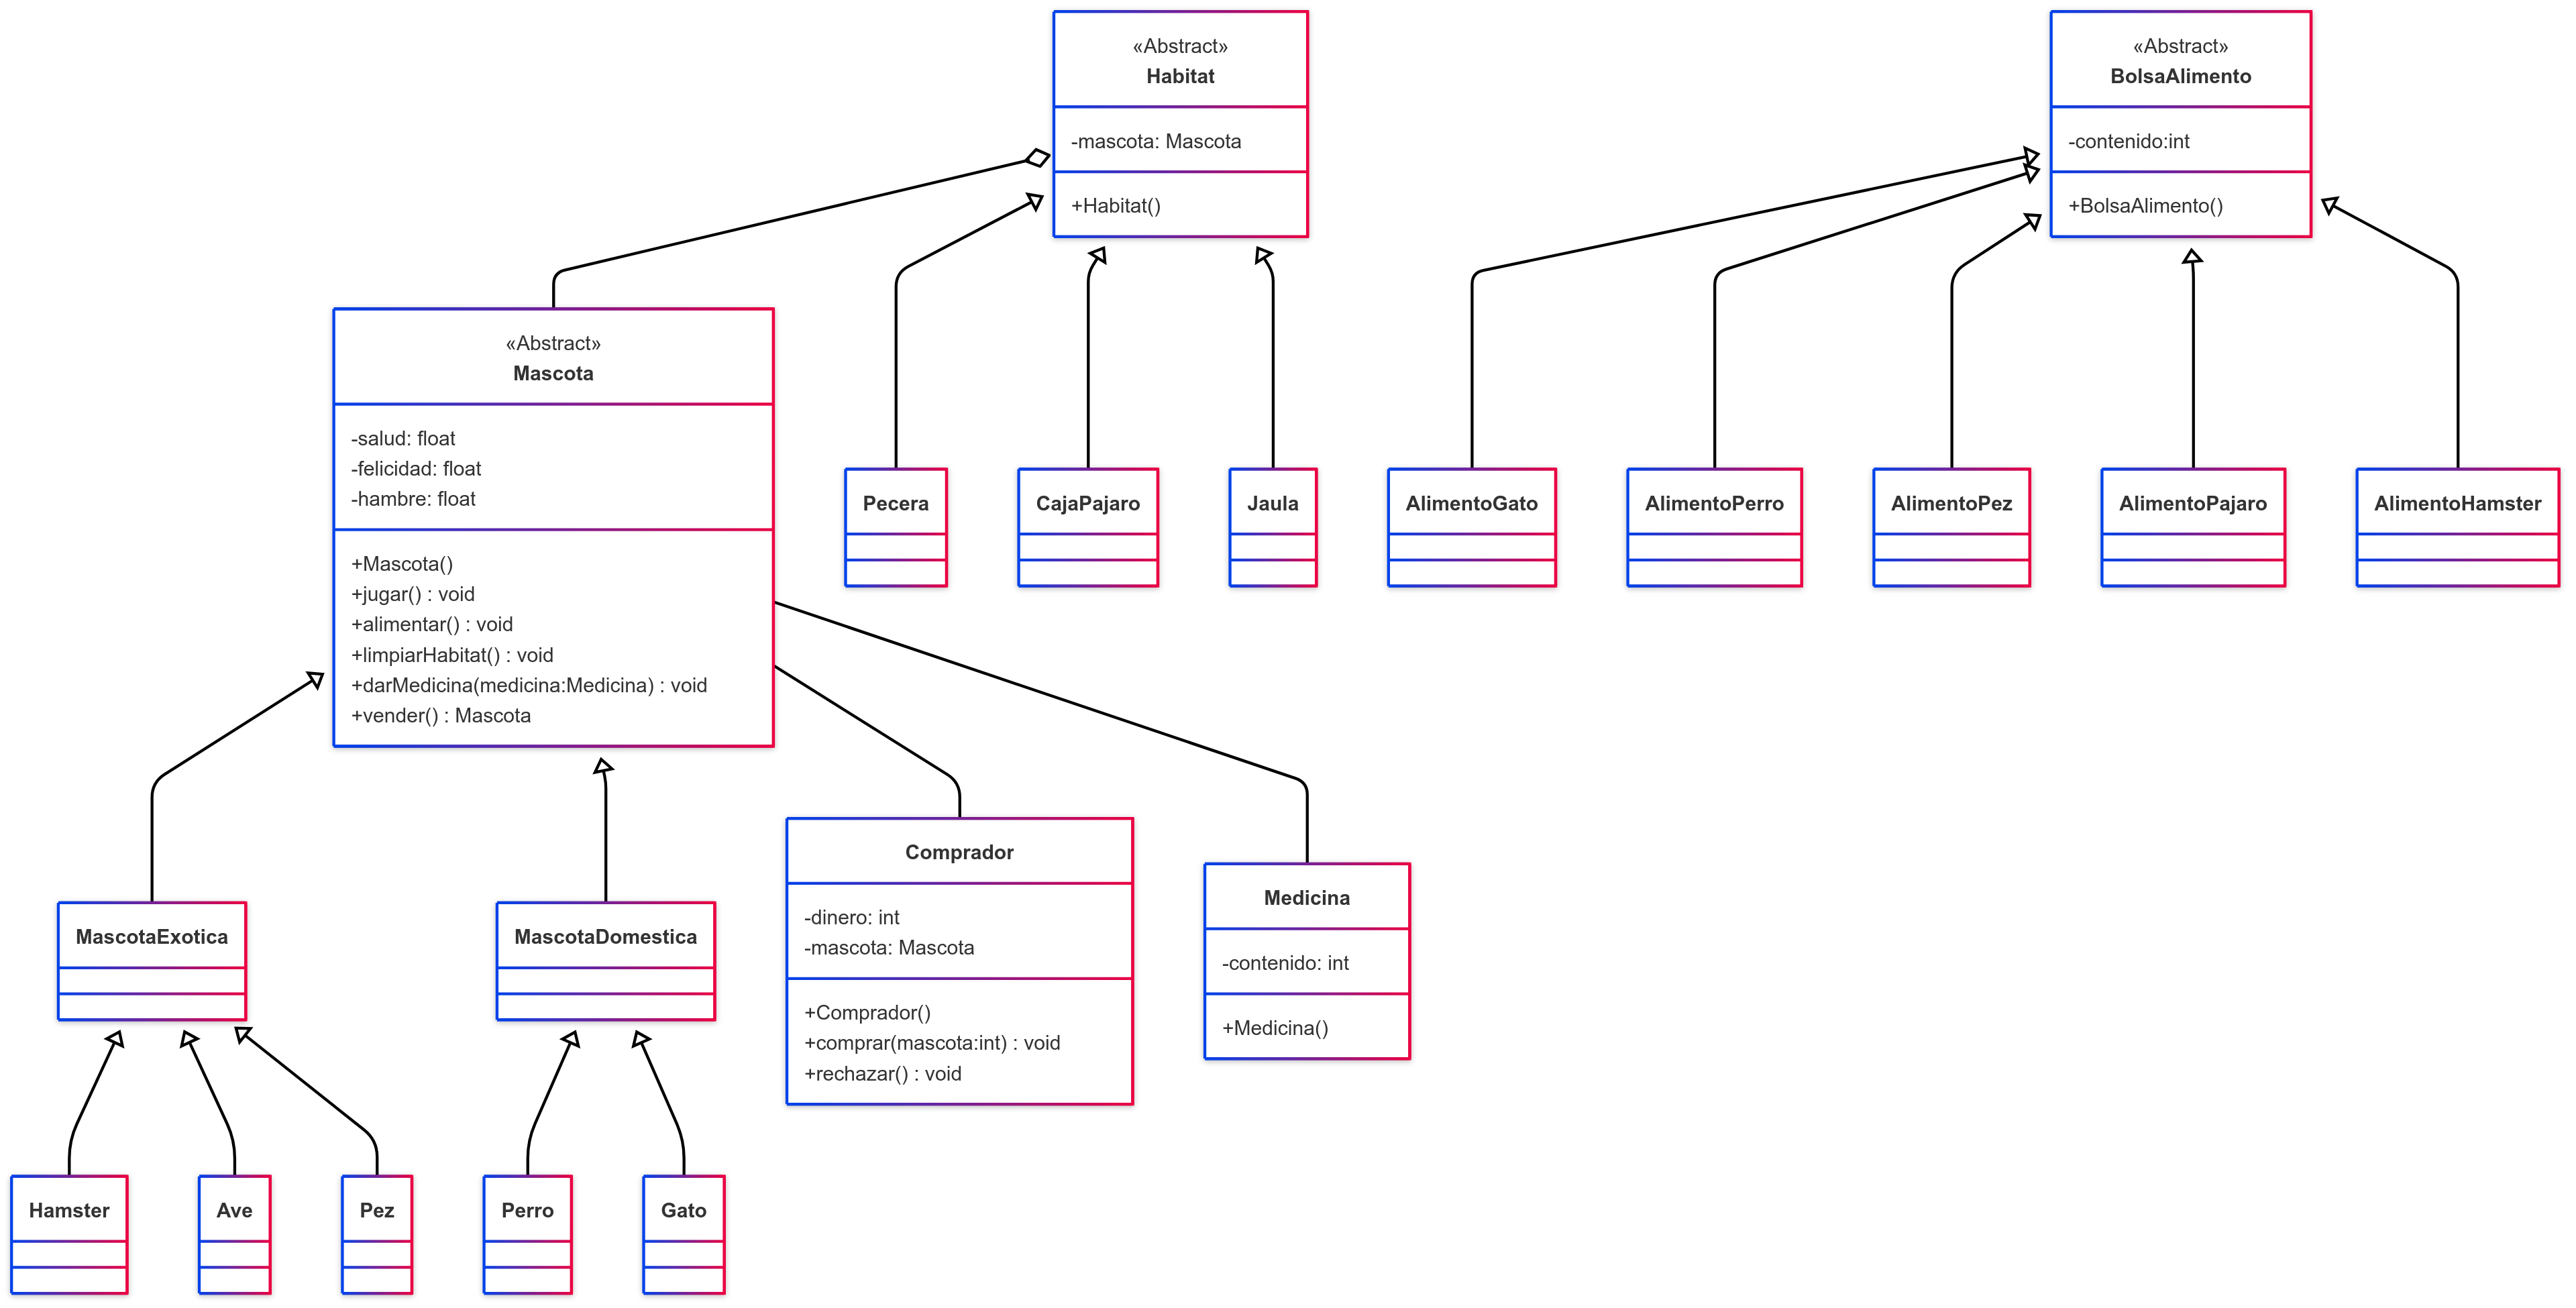 «Abstract»
Habitat
-mascota: Mascota
+Habitat()
«Abstract»
BolsaAlimento
-contenido:int
+BolsaAlimento()
«Abstract»
Mascota
-salud: float
-felicidad: float
-hambre: float
+Mascota()
+jugar() : void
+alimentar() : void
+limpiarHabitat() : void
+darMedicina(medicina:Medicina) : void
+vender() : Mascota
Pecera
CajaPajaro
Jaula
AlimentoGato
AlimentoPerro
AlimentoPez
AlimentoPajaro
AlimentoHamster
MascotaExotica
MascotaDomestica
Comprador
-dinero: int
-mascota: Mascota
+Comprador()
+comprar(mascota:int) : void
+rechazar() : void
Medicina
-contenido: int
+Medicina()
Hamster
Ave
Pez
Perro
Gato